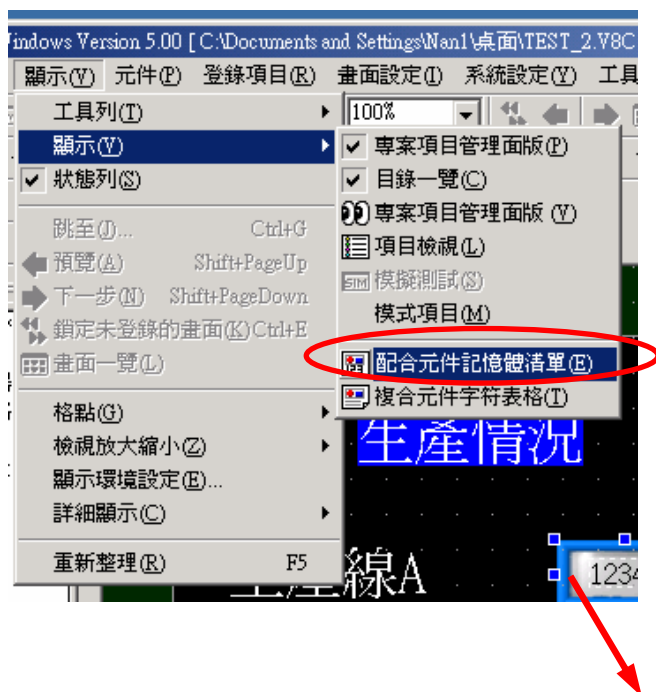 indows Version 5.00 [ C:\Documents and Settings\Nan1\桌面\TEST_2.V8C
顯示(V) 元件(P) 登錄項目(R) 畫面設定(I) 系統設定(Y) 工具
工具列(T)
顯示(V)
狀態列(S)
跳至(J)... Ctrl+G
預覽(A) Shift+PageUp
下一步(N) Shift+PageDown
鎖定未登錄的畫面(K) Ctrl+E
畫面一覽(L)
格點(G)
檢視放大縮小(Z)
顯示環境設定(E)...
詳細顯示(C)
重新整理(R) F5
100%
專案項目管理面版(P)
目錄一覽(C)
專案項目管理面版 (V)
項目檢視(L)
SIM 模擬測試(S)
模式項目(M)
配合元件記憶體清單(E)
複合元件字符表格(T)
生產情況
生產線A
1234